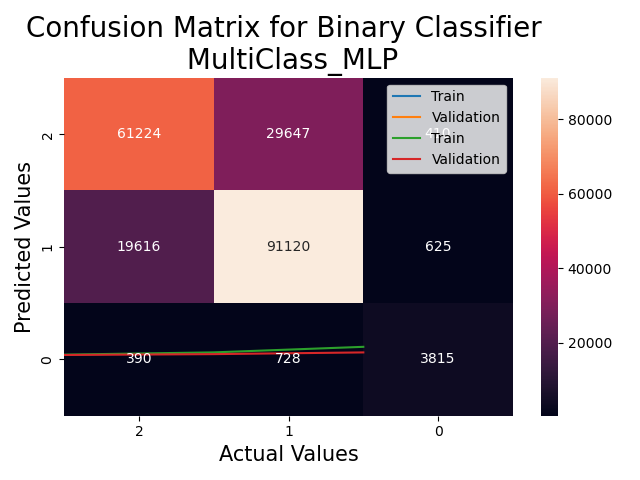 Confusion Matrix for Binary Classifier
MultiClass_MLP
Train
Validation
Train
Validation
80000
60000
40000
20000
Predicted Values
2
61224
29647
1
19616
91120
625
0
390
728
3815
2
1
0
Actual Values